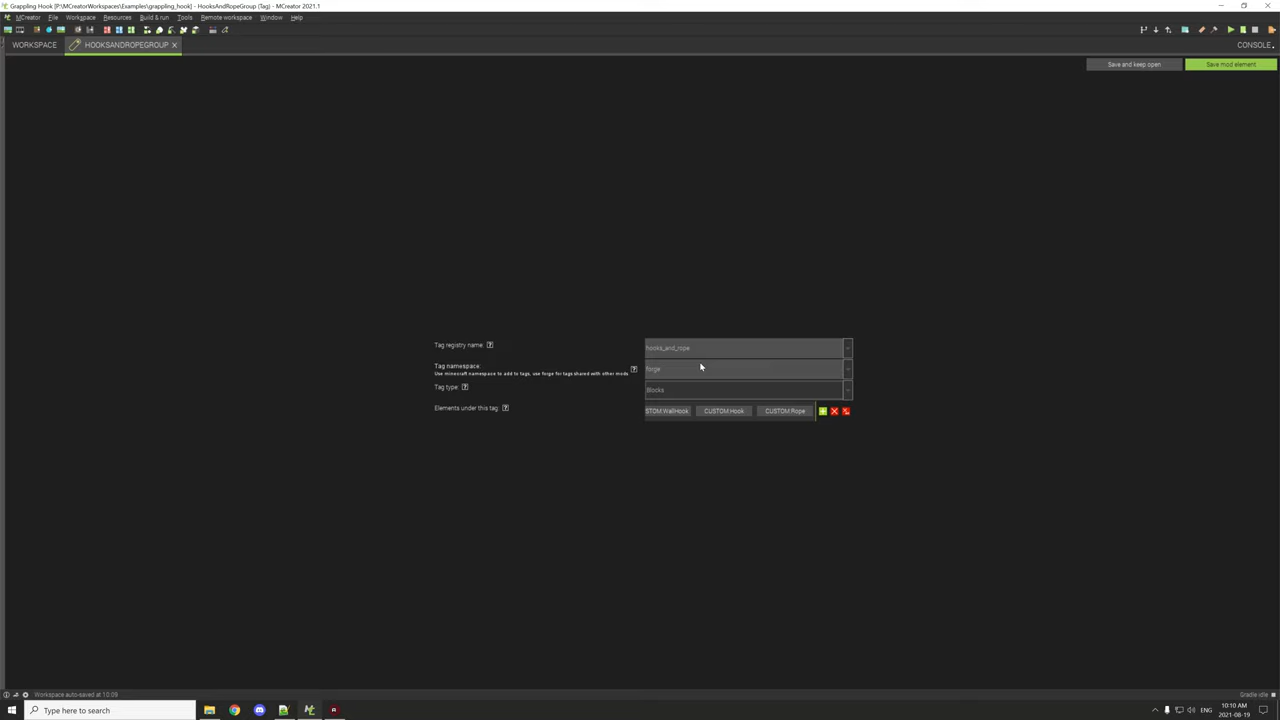 Grappling Hook [P:\MCreatorWorkspaces\Examples\grappling_hook] - HooksAndRopeGroup (Tag) - MCreator 2021.1
MCreator File Workspace Resources Build & run Tools Remote workspace Window Help
WORKSPACE HOOKSANDROPEGROUP CONSOLE
Save and keep open Save mod element
Tag registry name: ? hooks_and_rope
Tag namespace: forge
Use minecraft namespace to add to tags, use forge for tags shared with other mods ?
Tag type: ? Blocks
Elements under this tag: ? STOM:WallHook CUSTOM:Hook CUSTOM:Rope
Workspace auto-saved at 10:09 Gradle idle
Type here to search ENG 10:10 AM
2021-08-19